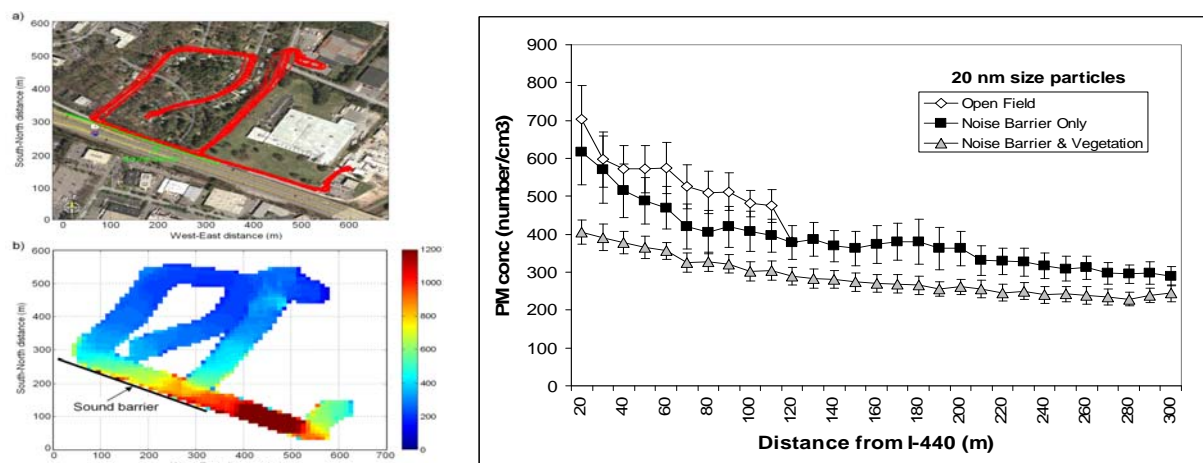 a)
600
500
400
300
200
100
0
South-North distance (m)
0 100 200 300 400 500 600
West-East distance (m)
b)
600
500
400
300
200
100
0
South-North distance (m)
Sound barrier
0 100 200 300 400 500 600 700
1200
1000
800
600
400
200
0
900
800
700
600
500
400
300
200
100
0
PM conc (number/cm3)
20 nm size particles
Open Field
Noise Barrier Only
Noise Barrier & Vegetation
20 40 60 80 100 120 140 160 180 200 220 240 260 280 300
Distance from I-440 (m)